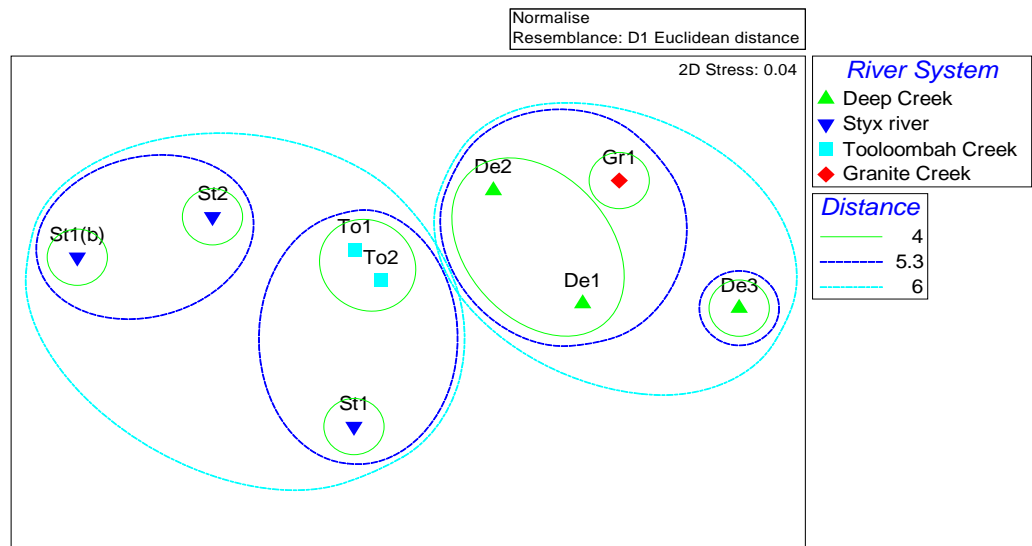 Normalise
Resemblance: D1 Euclidean distance
2D Stress: 0.04
River System
Deep Creek
Styx river
Tooloombah Creek
Granite Creek
Distance
4
5.3
6
De2
Gr1
St2
St1(b)
To1
To2
De1
De3
St1